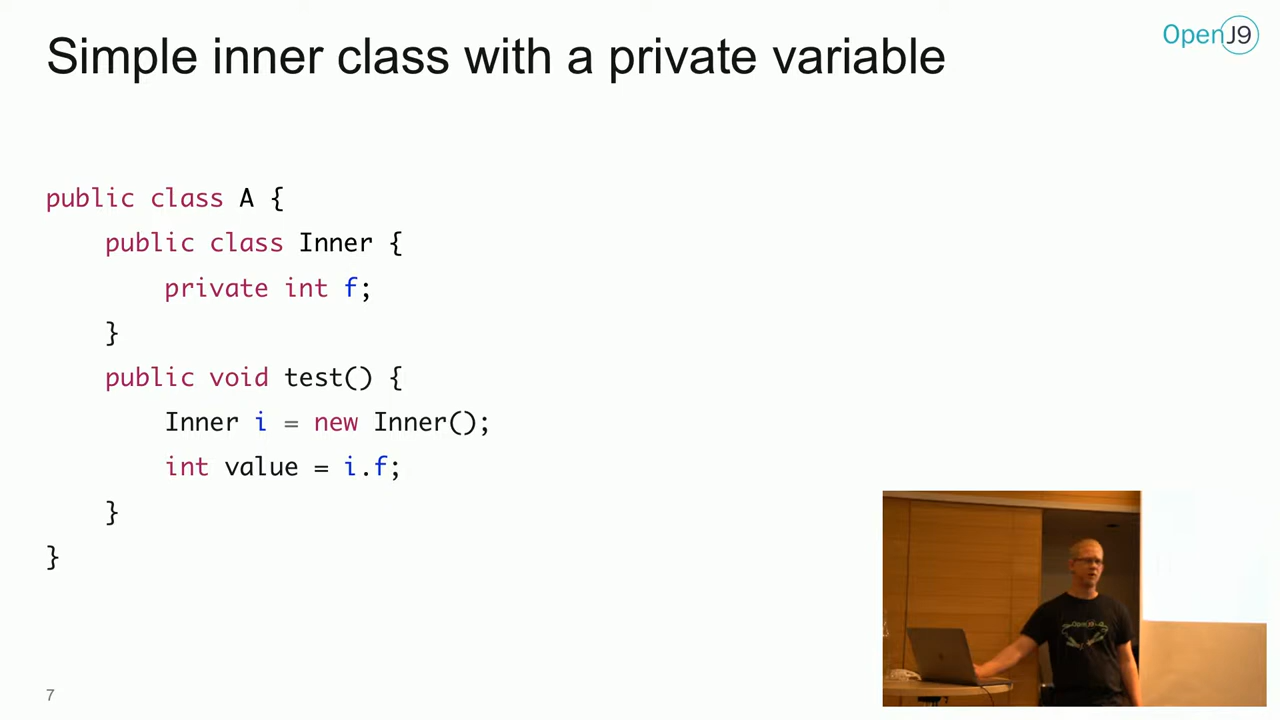 Simple inner class with a private variable
OpenJ9
public class A {
public class Inner {
private int f;
}
public void test() {
Inner i = new Inner();
int value = i.f;
}
}
OpenJ9
7